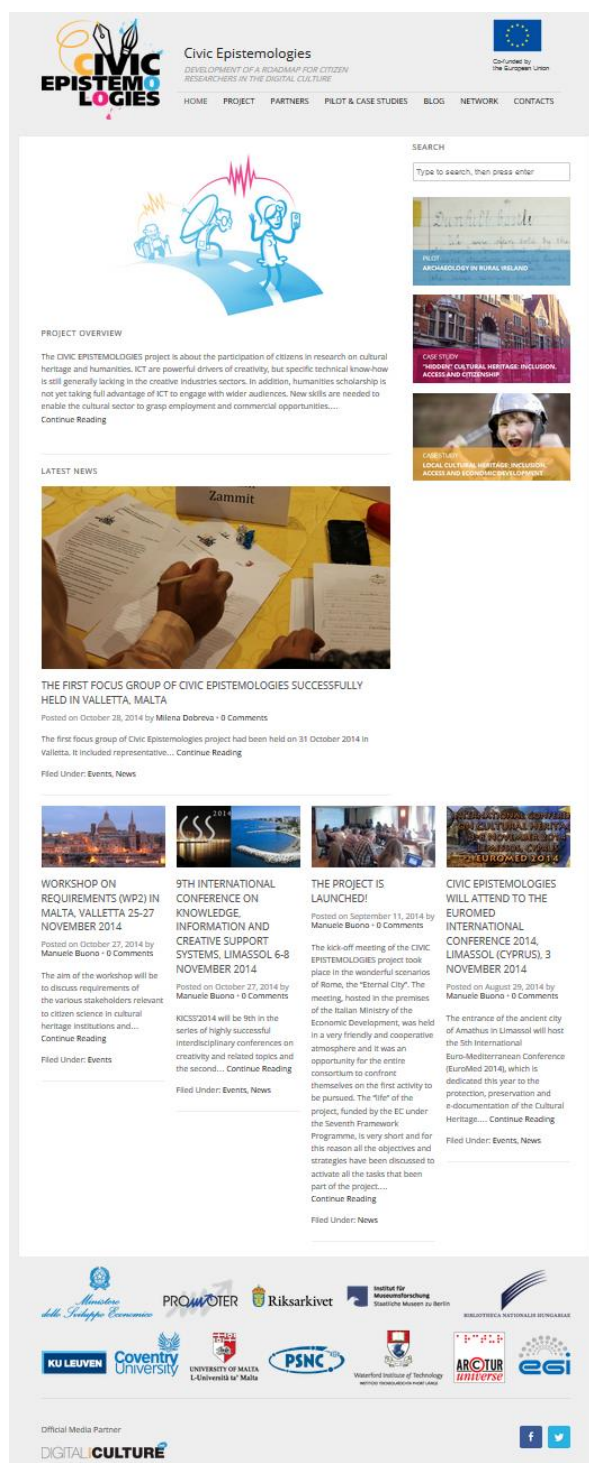 CIVIC
EPISTEMO
LOGIES
Civic Epistemologies
DEVELOPMENT OF A ROADMAP FOR CITIZEN
RESEARCHERS IN THE DIGITAL CULTURE
Co-funded by
the European Union
HOME PROJECT PARTNERS PILOT & CASE STUDIES BLOG NETWORK CONTACTS
SEARCH
Type to search, then press enter
PILOT
ARCHAEOLOGY IN RURAL IRELAND
CASE STUDY
"HIDDEN" CULTURAL HERITAGE: INCLUSION,
ACCESS AND CITIZENSHIP
CASE STUDY
LOCAL CULTURAL HERITAGE: INCLUSION,
ACCESS AND ECONOMIC DEVELOPMENT
PROJECT OVERVIEW
The CIVIC EPISTEMOLOGIES project is about the participation of citizens in research on cultural
heritage and humanities. ICT are powerful drivers of creativity, but specific technical know-how
is still generally lacking in the creative industries sectors. In addition, humanities scholarship is
not yet taking full advantage of ICT to engage with wider audiences. New skills are needed to
enable the cultural sector to grasp employment and commercial opportunities.…
Continue Reading
LATEST NEWS
Zammit
THE FIRST FOCUS GROUP OF CIVIC EPISTEMOLOGIES SUCCESSFULLY
HELD IN VALLETTA, MALTA
Posted on October 28, 2014 by Milena Dobreva • 0 Comments
The first focus group of Civic Epistemologies project had been held on 31 October 2014 in
Valletta. It included representative… Continue Reading
Filed Under: Events, News
WORKSHOP ON
REQUIREMENTS (WP2) IN
MALTA, VALLETTA 25-27
NOVEMBER 2014
Posted on October 27, 2014 by
Manuele Buono • 0 Comments
The aim of the workshop will be
to discuss requirements of
the various stakeholders relevant
to citizen science in cultural
heritage institutions and…
Continue Reading
Filed Under: Events
CSS 2014
9TH INTERNATIONAL
CONFERENCE ON
KNOWLEDGE,
INFORMATION AND
CREATIVE SUPPORT
SYSTEMS, LIMASSOL 6-8
NOVEMBER 2014
Posted on October 27, 2014 by
Manuele Buono • 0 Comments
KICSS'2014 will be 9th in the
series of highly successful
interdisciplinary conferences on
creativity and related topics and
the second… Continue Reading
Filed Under: Events, News
THE PROJECT IS
LAUNCHED!
Posted on September 11, 2014 by
Manuele Buono • 0 Comments
The kick-off meeting of the CIVIC
EPISTEMOLOGIES project took
place in the wonderful scenarios
of Rome, the "Eternal City". The
meeting, hosted in the premises
of the Italian Ministry of the
Economic Development, was held
in a very friendly and cooperative
atmosphere and it was an
opportunity for the entire
consortium to confront
themselves on the first activity to
be pursued. The "life" of the
project, funded by the EC under
the Seventh Framework
Programme, is very short and for
this reason all the objectives and
strategies have been discussed to
activate all the tasks that been
part of the project.…
Continue Reading
Filed Under: News
EUROMED 2014
CIVIC EPISTEMOLOGIES
WILL ATTEND TO THE
EUROMED
INTERNATIONAL
CONFERENCE 2014,
LIMASSOL (CYPRUS), 3
NOVEMBER 2014
Posted on August 29, 2014 by
Manuele Buono • 0 Comments
The entrance of the ancient city
of Amathus in Limassol will host
the 5th International
Euro-Mediterranean Conference
(EuroMed 2014), which is
dedicated this year to the
protection, preservation and
e-documentation of the Cultural
Heritage.… Continue Reading
Filed Under: Events, News
Ministero
dello Sviluppo Economico
PROMOTER
Riksarkivet
Institut für
Museumsforschung
Staatliche Museen zu Berlin
BIBLIOTHECA NATIONALIS HUNGARIAE
KU LEUVEN
Coventry
University
UNIVERSITY OF MALTA
L-Università ta' Malta
PSNC
Waterford Institute of Technology
ARCTUR
universe
egi
Official Media Partner
DIGITALICULTURE